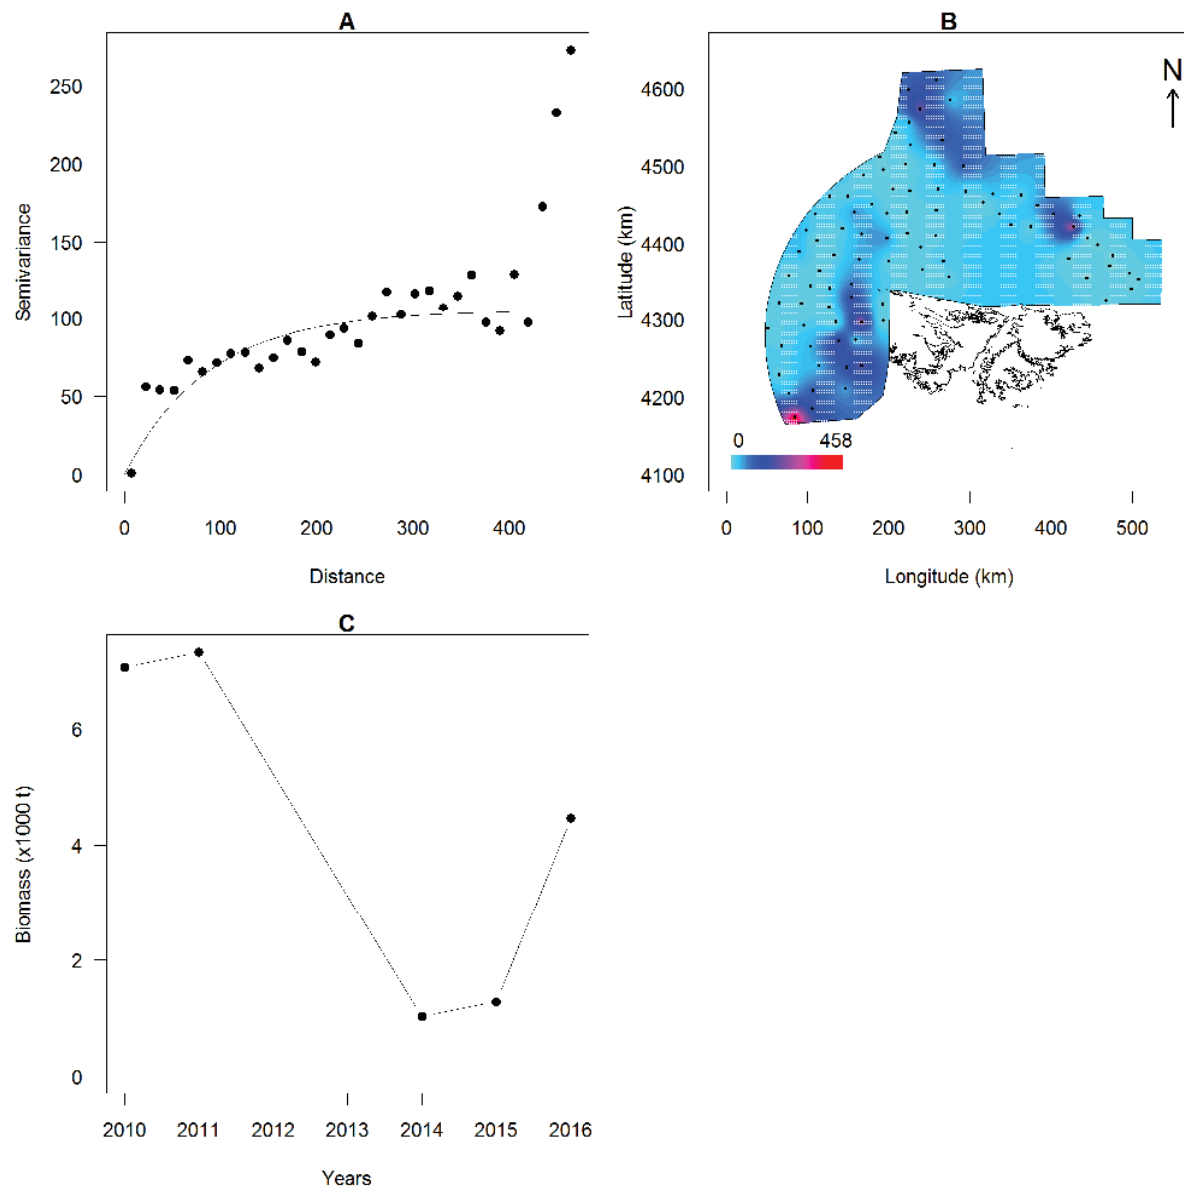 A
Semivariance
250
200
150
100
50
0
0 100 200 300 400
Distance
B
N
Latitude (km)
4600
4500
4400
4300
4200
4100
0 458
0 100 200 300 400 500
Longitude (km)
C
Biomass (x1000 t)
6
4
2
0
2010 2011 2012 2013 2014 2015 2016
Years